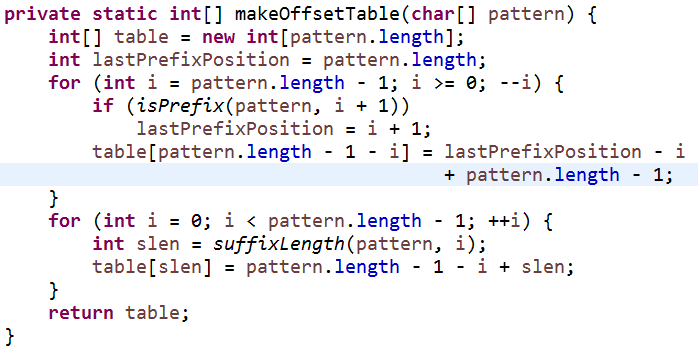 private static int[] makeOffsetTable(char[] pattern) {
    int[] table = new int[pattern.length];
    int lastPrefixPosition = pattern.length;
    for (int i = pattern.length - 1; i >= 0; --i) {
        if (isPrefix(pattern, i + 1))
            lastPrefixPosition = i + 1;
        table[pattern.length - 1 - i] = lastPrefixPosition - i
                                        + pattern.length - 1;
    }
    for (int i = 0; i < pattern.length - 1; ++i) {
        int slen = suffixLength(pattern, i);
        table[slen] = pattern.length - 1 - i + slen;
    }
    return table;
}